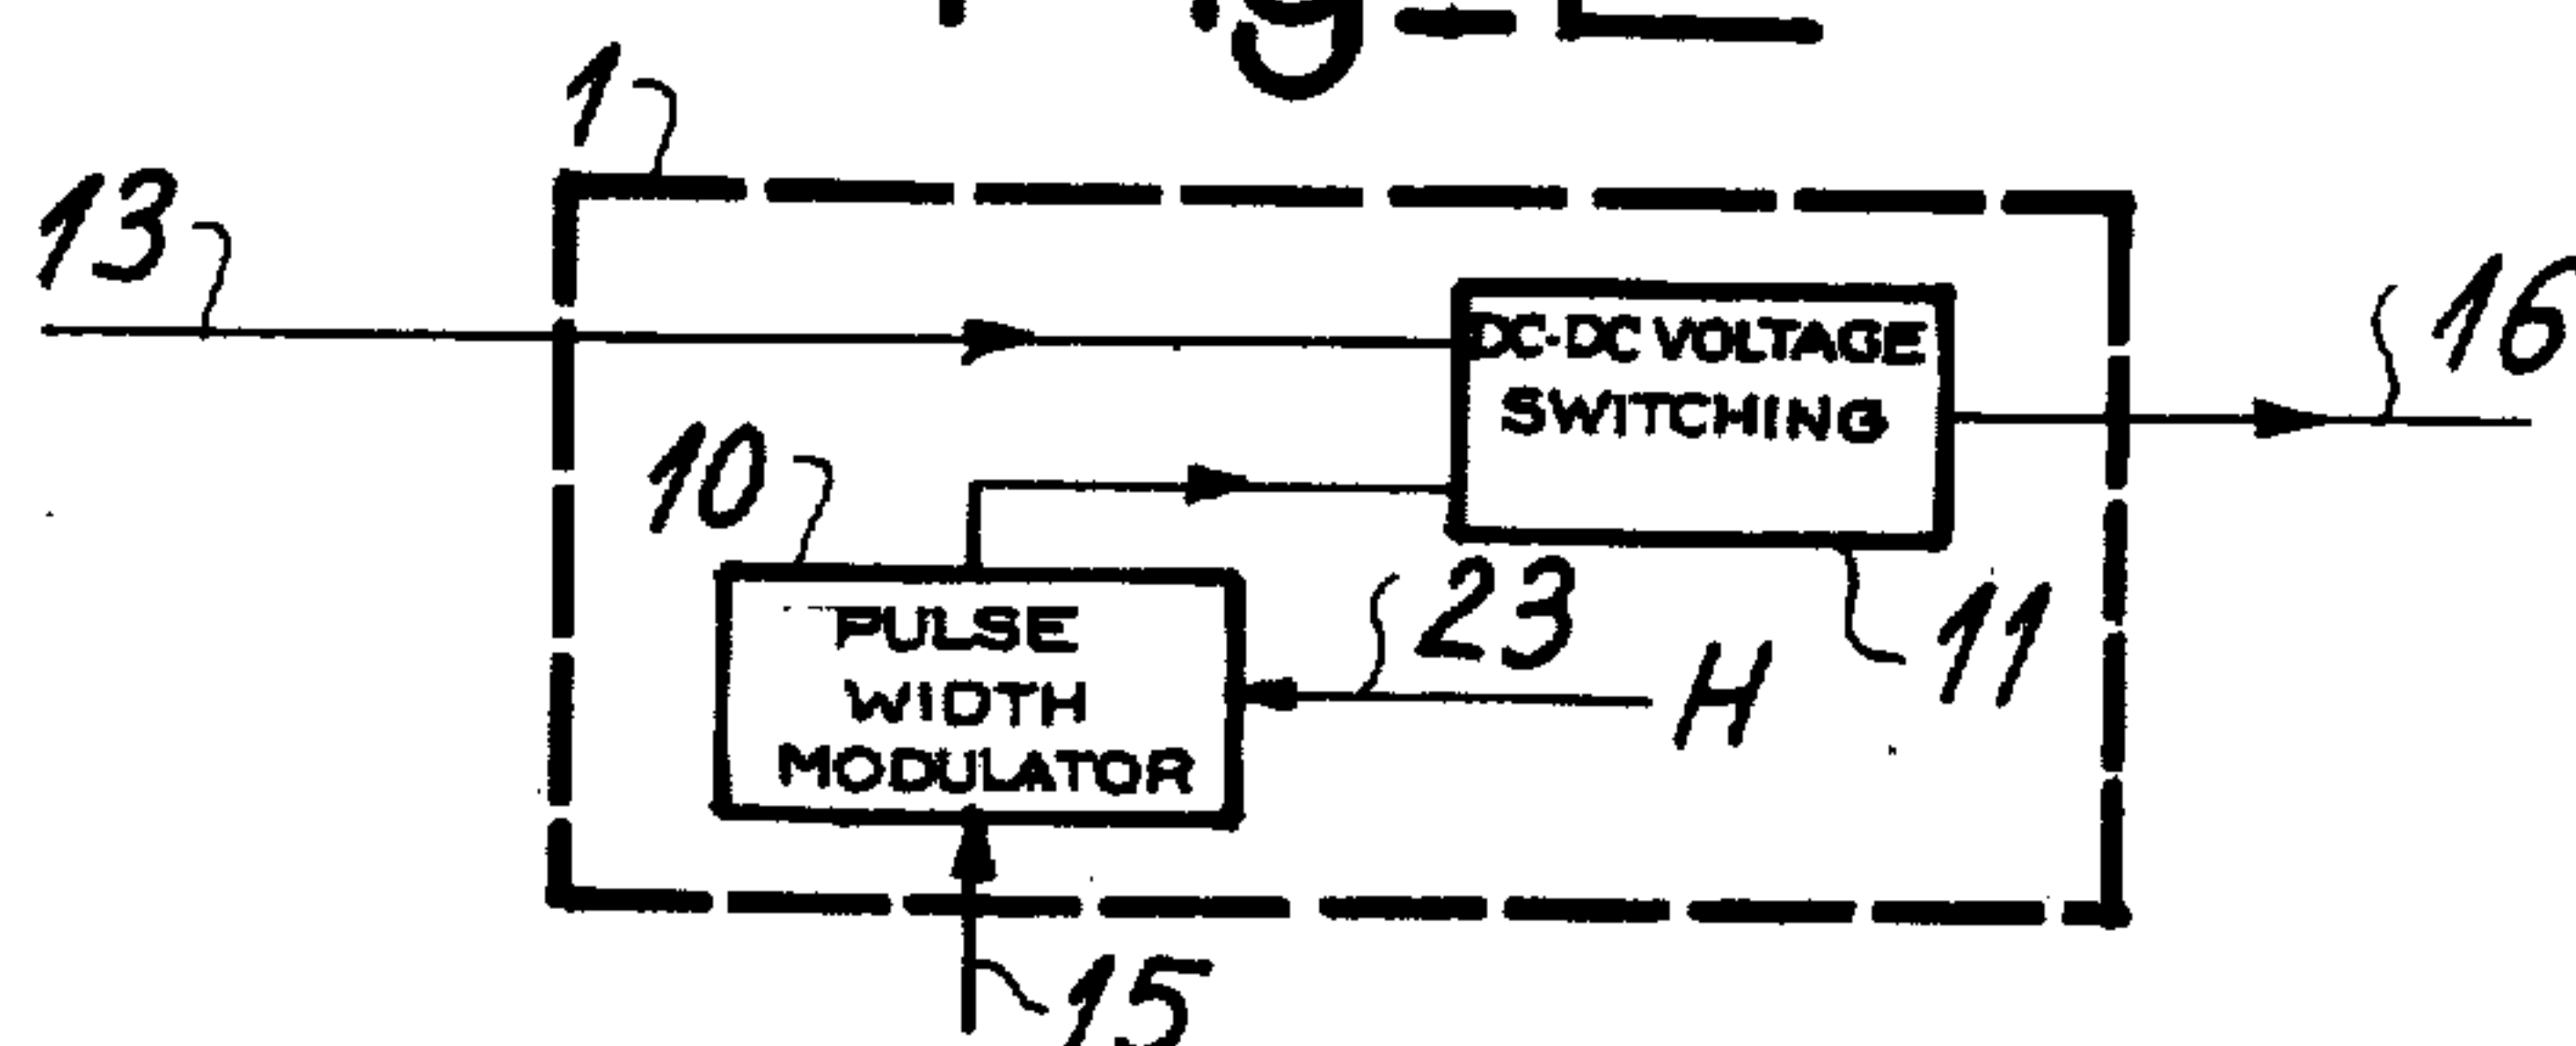 1
13
DC-DC VOLTAGE
SWITCHING
16
10
PULSE
WIDTH
MODULATOR
23
H
11
15